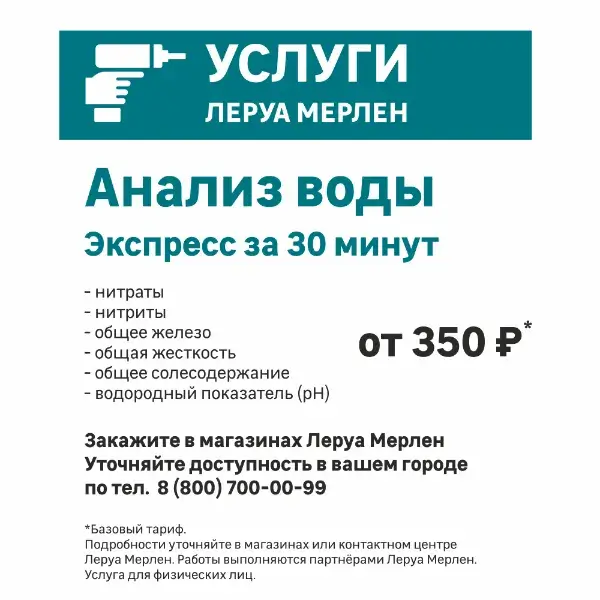 УСЛУГИ
ЛЕРУА МЕРЛЕН
Анализ воды
Экспресс за 30 минут
- нитраты
- нитриты
- общее железо
- общая жесткость
- общее солесодержание
- водородный показатель (pH)
от 350 ₽*
Закажите в магазинах Леруа Мерлен
Уточняйте доступность в вашем городе
по тел. 8 (800) 700-00-99
*Базовый тариф.
Подробности уточняйте в магазинах или контактном центре
Леруа Мерлен. Работы выполняются партнёрами Леруа Мерлен.
Услуга для физических лиц.